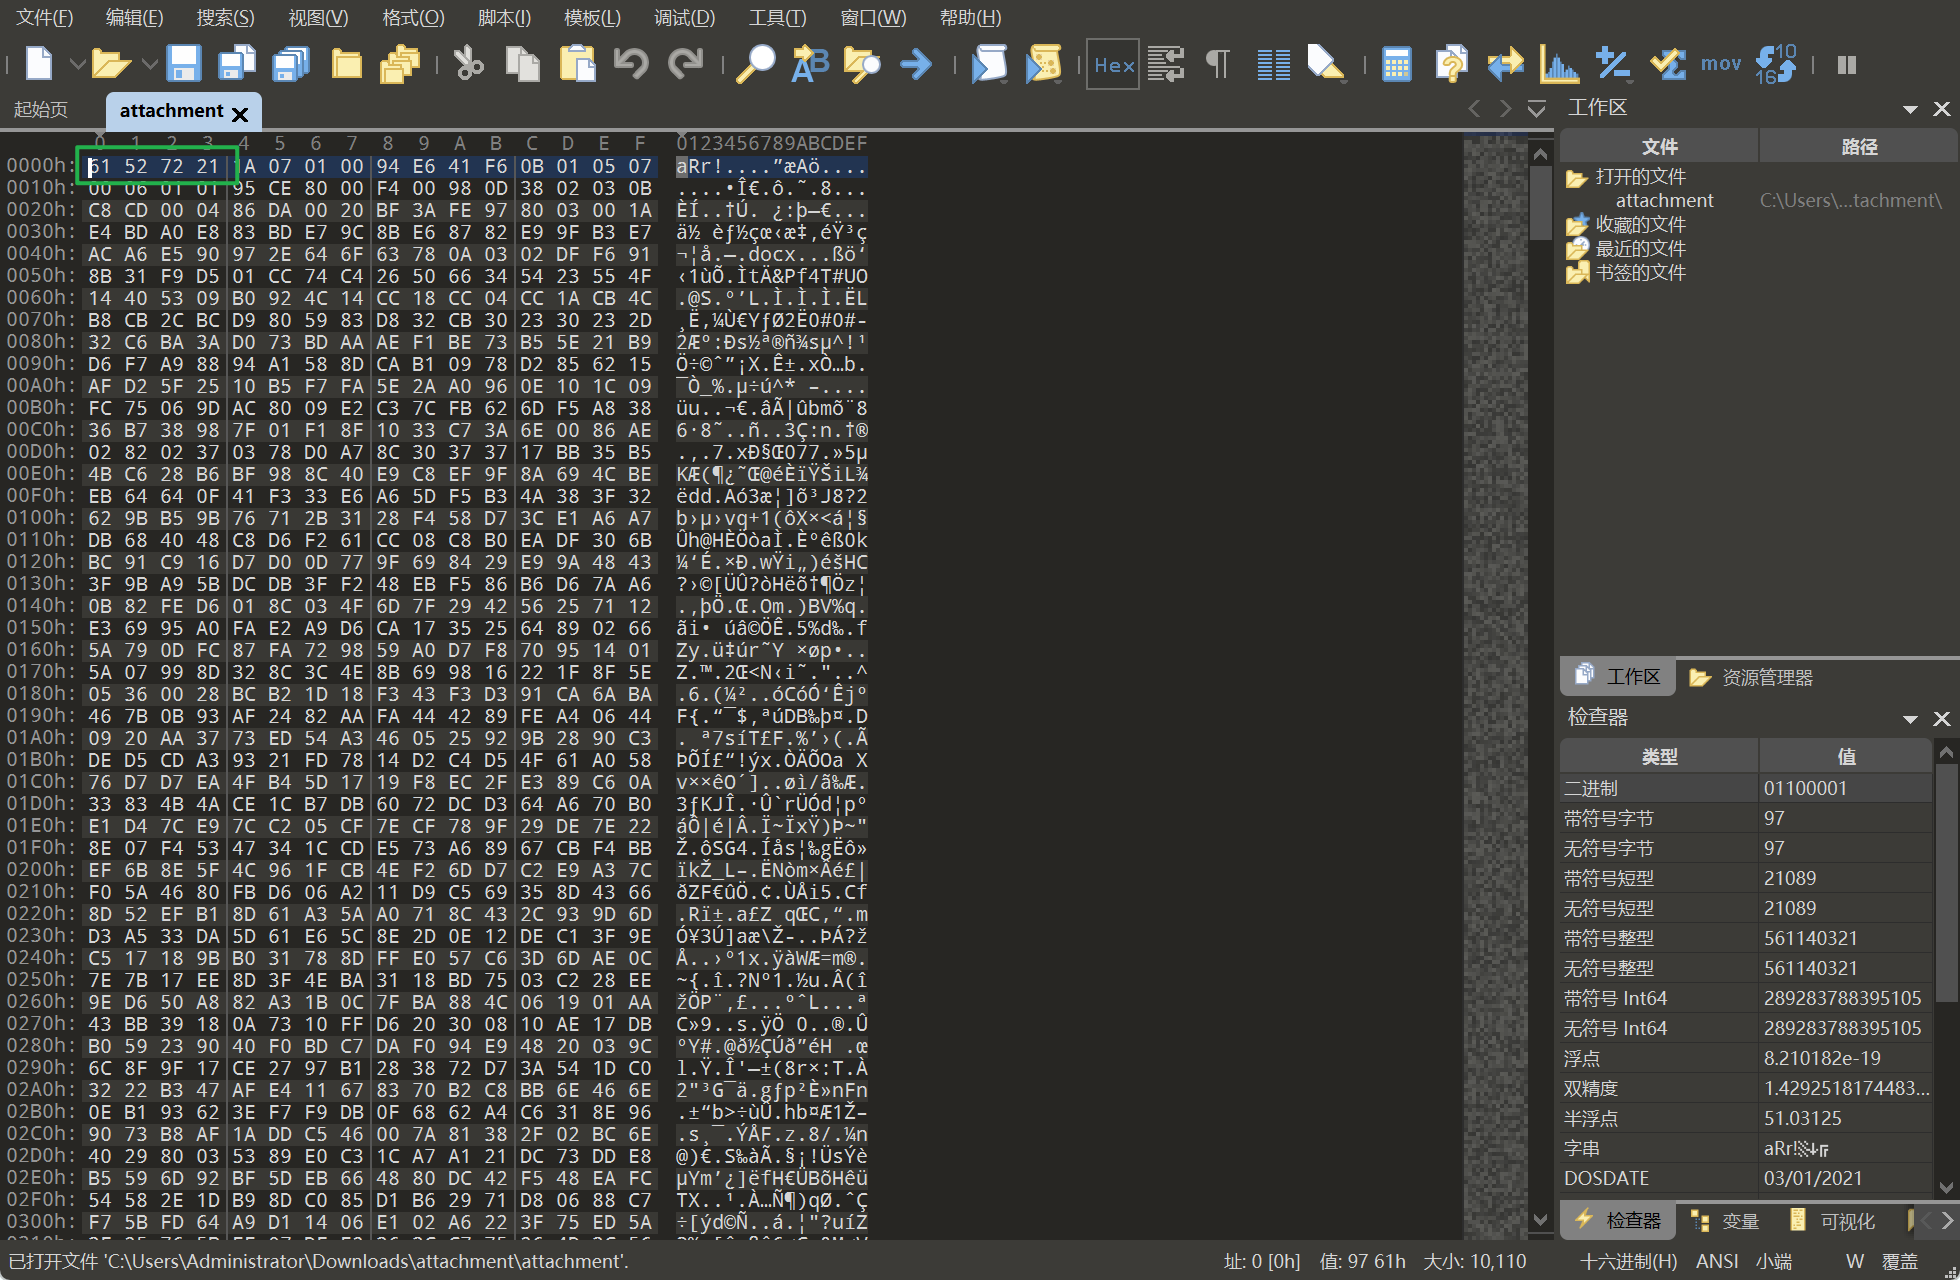 文件(F) 编辑(E) 搜索(S) 视图(V) 格式(O) 脚本(I) 模板(L) 调试(D) 工具(T) 窗口(W) 帮助(H)
Hex mov 10 16
起始页 attachment
0 1 2 3 4 5 6 7 8 9 A B C D E F 0123456789ABCDEF
0000h: 61 52 72 21 1A 07 01 00 94 E6 41 F6 0B 01 05 07 aRr!....”æAö....
0010h: 00 06 01 01 95 CE 80 00 F4 00 98 0D 38 02 03 0B ....•Î€.ô.˜.8...
0020h: C8 CD 00 04 86 DA 00 20 BF 3A FE 97 80 03 00 1A ÈÍ..†Ú. ¿:þ—€...
0030h: E4 BD A0 E8 83 BD E7 9C 8B E6 87 82 E9 9F B3 E7
0040h: AC A6 E5 90 97 2E 64 6F 63 78 0A 03 02 DF F6 91 ¬¦å.—.docx...ßö‘
0050h: 8B 31 F9 D5 01 CC 74 C4 26 50 66 34 54 23 55 4F ‹1ùÕ.ÌtÄ&Pf4T#UO
0060h: 14 40 53 09 B0 92 4C 14 CC 18 CC 04 CC 1A CB 4C .@S.°’L.Ì.Ì.Ì.ËL
0070h: B8 CB 2C BC D9 80 59 83 D8 32 CB 30 23 30 23 2D ¸Ë,¼Ù€YƒØ2Ë0#0#-
0080h: 32 C6 BA 3A D0 73 BD AA AE F1 BE 73 B5 5E 21 B9 2Æº:Ðs½ª®ñ¾sµ^!¹
0090h: D6 F7 A9 88 94 A1 58 8D CA B1 09 78 D2 85 62 15 Ö÷©ˆ”¡X.Ê±.xÒ…b.
00A0h: AF D2 5F 25 10 B5 F7 FA 5E 2A A0 96 0E 10 1C 09 ¯Ò_%.µ÷ú^* –....
00B0h: FC 75 06 9D AC 80 09 E2 C3 7C FB 62 6D F5 A8 38 üu..¬€.âÃ|ûbmõ¨8
00C0h: 36 B7 38 98 7F 01 F1 8F 10 33 C7 3A 6E 00 86 AE 6·8˜..ñ..3Ç:n.†®
00D0h: 02 82 02 37 03 78 D0 A7 8C 30 37 37 17 BB 35 B5 .‚.7.xÐ§Œ077.»5µ
00E0h: 4B C6 28 B6 BF 98 8C 40 E9 C8 EF 9F 8A 69 4C BE KÆ(¶¿˜Œ@éÈïŸŠiL¾
00F0h: EB 64 64 0F 41 F3 33 E6 A6 5D F5 B3 4A 38 3F 32 ëdd.Aó3æ¦]õ³J8?2
0100h: 62 9B B5 9B 76 71 2B 31 28 F4 58 D7 3C E1 A6 A7 b›µ›vq+1(ôX×<á¦§
0110h: DB 68 40 48 C8 D6 F2 61 CC 08 C8 B0 EA DF 30 6B Ûh@HÈÖòaÌ.È°êß0k
0120h: BC 91 C9 16 D7 D0 0D 77 9F 69 84 29 E9 9A 48 43 ¼‘É.×Ð.wŸi„)éšHC
0130h: 3F 9B A9 5B DC DB 3F F2 48 EB F5 86 B6 D6 7A A6 ?›©[ÜÛ?òHëõ†¶Öz¦
0140h: 0B 82 FE D6 01 8C 03 4F 6D 7F 29 42 56 25 71 12 .‚þÖ.Œ.Om.)BV%q.
0150h: E3 69 95 A0 FA E2 A9 D6 CA 17 35 25 64 89 02 66 ãi• úâ©ÖÊ.5%d‰.f
0160h: 5A 79 0D FC 87 FA 72 98 59 A0 D7 F8 70 95 14 01 Zy.ü‡úr˜Y ×øp•..
0170h: 5A 07 99 8D 32 8C 3C 4E 8B 69 98 16 22 1F 8F 5E Z.™.2Œ<N‹i˜."..^
0180h: 05 36 00 28 BC B2 1D 18 F3 43 F3 D3 91 CA 6A BA .6.(¼²..óCóÓ‘Êjº
0190h: 46 7B 0B 93 AF 24 82 AA FA 44 42 89 FE A4 06 44 F{.“¯$‚ªúDB‰þ¤.D
01A0h: 09 20 AA 37 73 ED 54 A3 46 05 25 92 9B 28 90 C3 . ª7síT£F.%’›(.Ã
01B0h: DE D5 CD A3 93 21 FD 78 14 D2 C4 D5 4F 61 A0 58 ÞÕÍ£“!ýx.ÒÄÕOa X
01C0h: 76 D7 D7 EA 4F B4 5D 17 19 F8 EC 2F E3 89 C6 0A v××êO´]..øì/ã‰Æ.
01D0h: 33 83 4B 4A CE 1C B7 DB 60 72 DC D3 64 A6 70 B0 3ƒKJÎ.·Û`rÜÓd¦p°
01E0h: E1 D4 7C E9 7C C2 05 CF 7E CF 78 9F 29 DE 7E 22 áÔ|é|Â.Ï~ÏxŸ)Þ~"
01F0h: 8E 07 F4 53 47 34 1C CD E5 73 A6 89 67 CB F4 BB Ž.ôSG4.Íås¦‰gËô»
0200h: EF 6B 8E 5F 4C 96 1F CB 4E F2 6D D7 C2 E9 A3 7C ïkŽ_L–.ËNòm×Âé£|
0210h: F0 5A 46 80 FB D6 06 A2 11 D9 C5 69 35 8D 43 66 ðZF€ûÖ.¢.ÙÅi5.Cf
0220h: 8D 52 EF B1 8D 61 A3 5A A0 71 8C 43 2C 93 9D 6D .Rï±.a£Z qŒC,“.m
0230h: D3 A5 33 DA 5D 61 E6 5C 8E 2D 0E 12 DE C1 3F 9E Ó¥3Ú]aæ\Ž-..ÞÁ?ž
0240h: C5 17 18 9B B0 31 78 8D FF E0 57 C6 3D 6D AE 0C Å..›°1x.ÿàWÆ=m®.
0250h: 7E 7B 17 EE 8D 3F 4E BA 31 18 BD 75 03 C2 28 EE ~{.î.?Nº1.½u.Â(î
0260h: 9E D6 50 A8 82 A3 1B 0C 7F BA 88 4C 06 19 01 AA žÖP¨‚£...ºˆL...ª
0270h: 43 BB 39 18 0A 73 10 FF D6 20 30 08 10 AE 17 DB C»9..s.ÿÖ 0..®.Û
0280h: B0 59 23 90 40 F0 BD C7 DA F0 94 E9 48 20 03 9C °Y#.@ð½ÇÚð”éH .œ
0290h: 6C 8F 9F 17 CE 27 97 B1 28 38 72 D7 3A 54 1D C0 l.Ÿ.Î'—±(8r×:T.À
02A0h: 32 22 B3 47 AF E4 11 67 83 70 B2 C8 BB 6E 46 6E 2"³G¯ä.gƒp²È»nFn
02B0h: 0E B1 93 62 3E F7 F9 DB 0F 68 62 A4 C6 31 8E 96 .±“b>÷ùÛ.hb¤Æ1Ž–
02C0h: 90 73 B8 AF 1A DD C5 46 00 7A 81 38 2F 02 BC 6E .s¸¯.ÝÅF.z.8/.¼n
02D0h: 40 29 80 03 53 89 E0 C3 1C A7 A1 21 DC 73 DD E8 @)€.S‰àÃ.§¡!ÜsÝè
02E0h: B5 59 6D 92 BF 5D EB 66 48 80 DC 42 F5 48 EA FC µYm’¿]ëfH€ÜBõHêü
02F0h: 54 58 2E 1D B9 8D C0 85 D1 B6 29 71 D8 06 88 C7 TX..¹.À…Ñ¶)qØ.ˆÇ
0300h: F7 5B FD 64 A9 D1 14 06 E1 02 A6 22 3F 75 ED 5A ÷[ýd©Ñ..á.¦"?uíZ
工作区
文件 路径
打开的文件
attachment C:\Users\...tachment\
收藏的文件
最近的文件
书签的文件
工作区 资源管理器
检查器
类型 值
二进制 01100001
带符号字节 97
无符号字节 97
带符号短型 21089
无符号短型 21089
带符号整型 561140321
无符号整型 561140321
带符号 Int64 289283788395105
无符号 Int64 289283788395105
浮点 8.210182e-19
双精度 1.4292518174483...
半浮点 51.03125
字串 aRr!
DOSDATE 03/01/2021
检查器 变量 可视化
已打开文件 'C:\Users\Administrator\Downloads\attachment\attachment'. 址: 0 [0h] 值: 97 61h 大小: 10,110 十六进制(H) ANSI 小端 W 覆盖